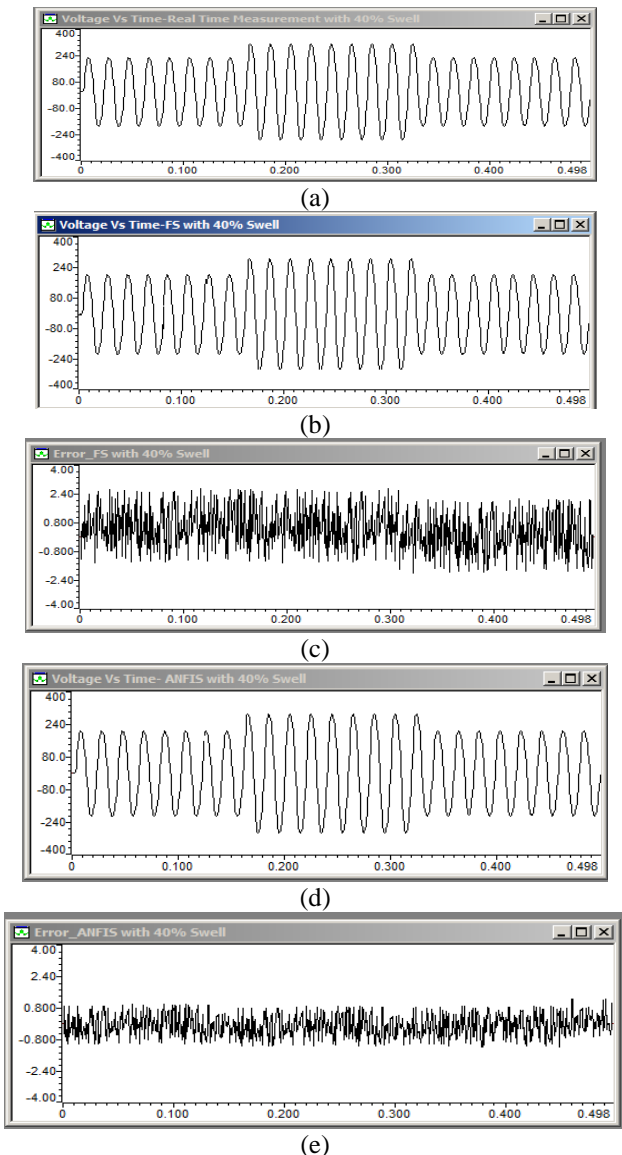 Voltage Vs Time-Real Time Measurement with 40% Swell
400
240
80.0
-80.0
-240
-400
0 0.100 0.200 0.300 0.400 0.498
(a)
Voltage Vs Time-FS with 40% Swell
400
240
80.0
-80.0
-240
-400
0 0.100 0.200 0.300 0.400 0.498
(b)
Error_FS with 40% Swell
4.00
2.40
0.800
-0.800
-2.40
-4.00
0 0.100 0.200 0.300 0.400 0.498
(c)
Voltage Vs Time- ANFIS with 40% Swell
400
240
80.0
-80.0
-240
-400
0 0.100 0.200 0.300 0.400 0.498
(d)
Error_ANFIS with 40% Swell
4.00
2.40
0.800
-0.800
-2.40
-4.00
0 0.100 0.200 0.300 0.400 0.498
(e)